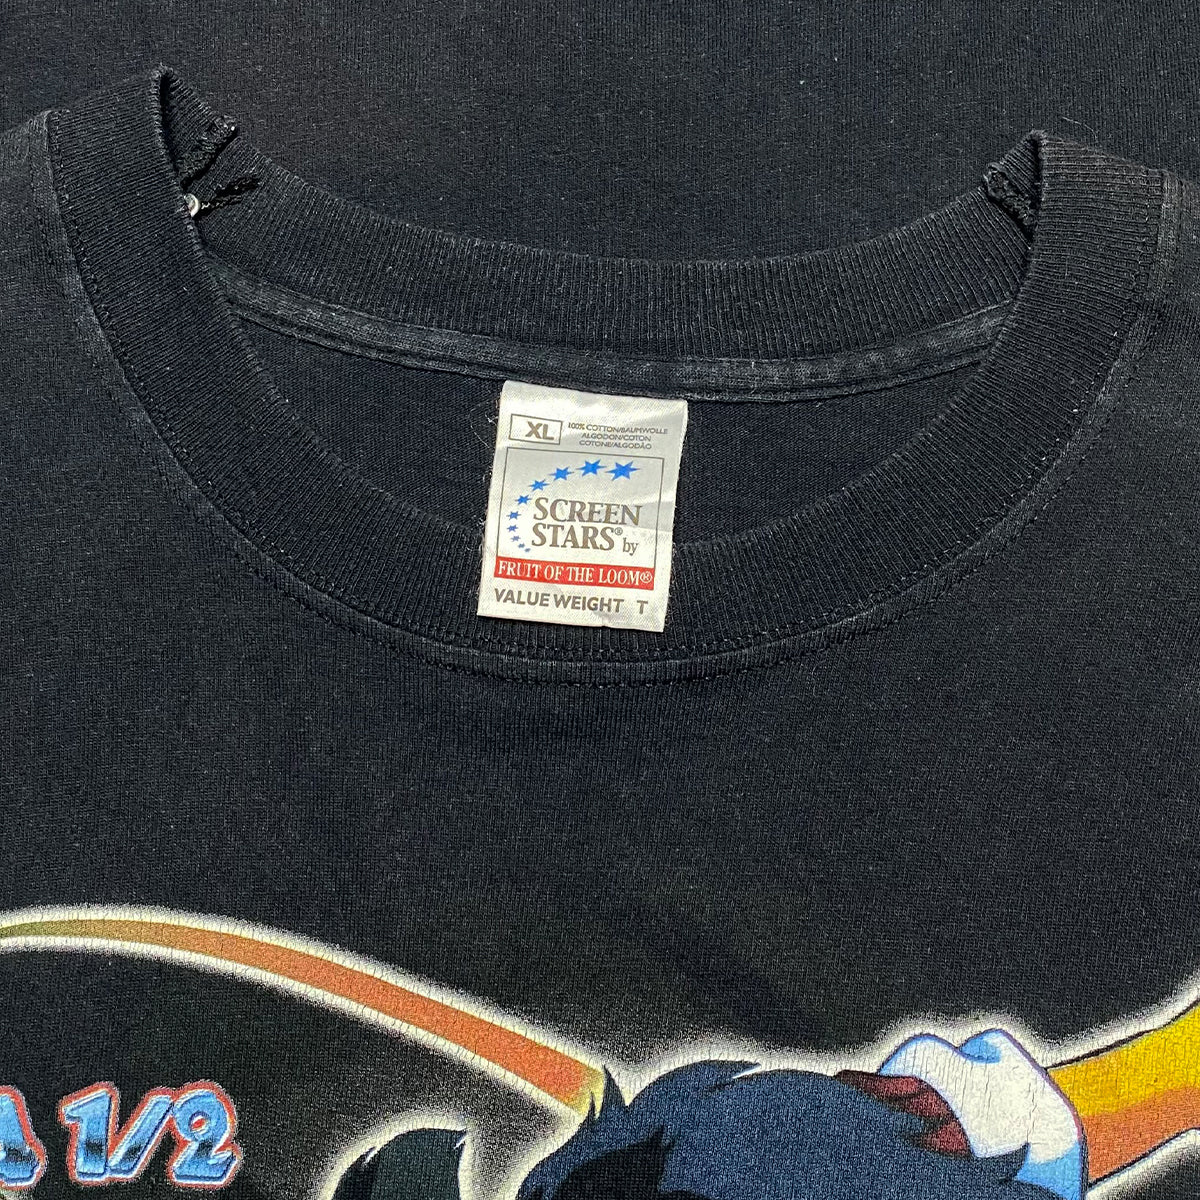 XL
100% COTTON/BAUMWOLLE
ALGODON/COTON
COTONE/ALGODÃO
SCREEN
STARS® by
FRUIT OF THE LOOM®
VALUE WEIGHT T
A 1/2